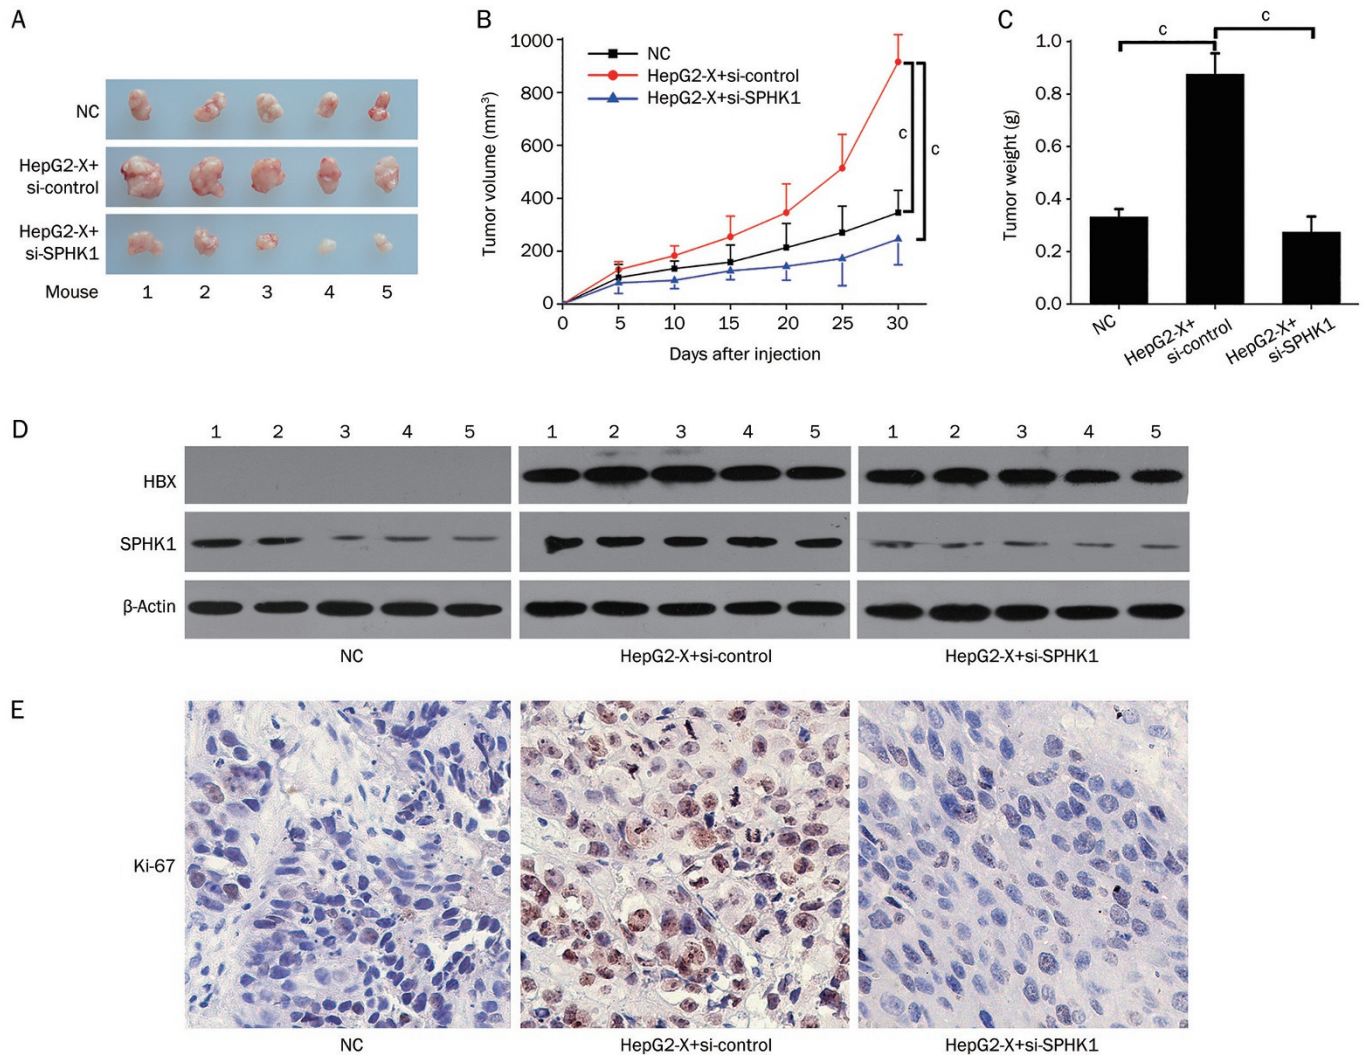 A
NC
HepG2-X+
si-control
HepG2-X+
si-SPHK1
Mouse
1 2 3 4 5
B
1000
800
600
400
200
0
Tumor volume (mm³)
NC
HepG2-X+si-control
HepG2-X+si-SPHK1
c
c
0 5 10 15 20 25 30
Days after injection
C
c
c
1.0
0.8
0.6
0.4
0.2
0.0
Tumor weight (g)
NC
HepG2-X+
si-control
HepG2-X+
si-SPHK1
D
1 2 3 4 5 1 2 3 4 5 1 2 3 4 5
HBX
SPHK1
β-Actin
NC HepG2-X+si-control HepG2-X+si-SPHK1
E
Ki-67
NC HepG2-X+si-control HepG2-X+si-SPHK1